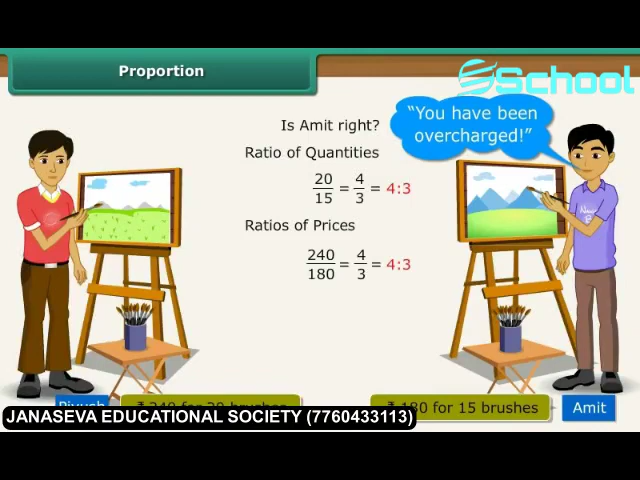 Proportion
School
Is Amit right?
"You have been
overcharged!"
Ratio of Quantities
20/15 = 4/3 = 4:3
Ratios of Prices
240/180 = 4/3 = 4:3
180 for 15 brushes
Amit
JANASEVA EDUCATIONAL SOCIETY (7760433113)